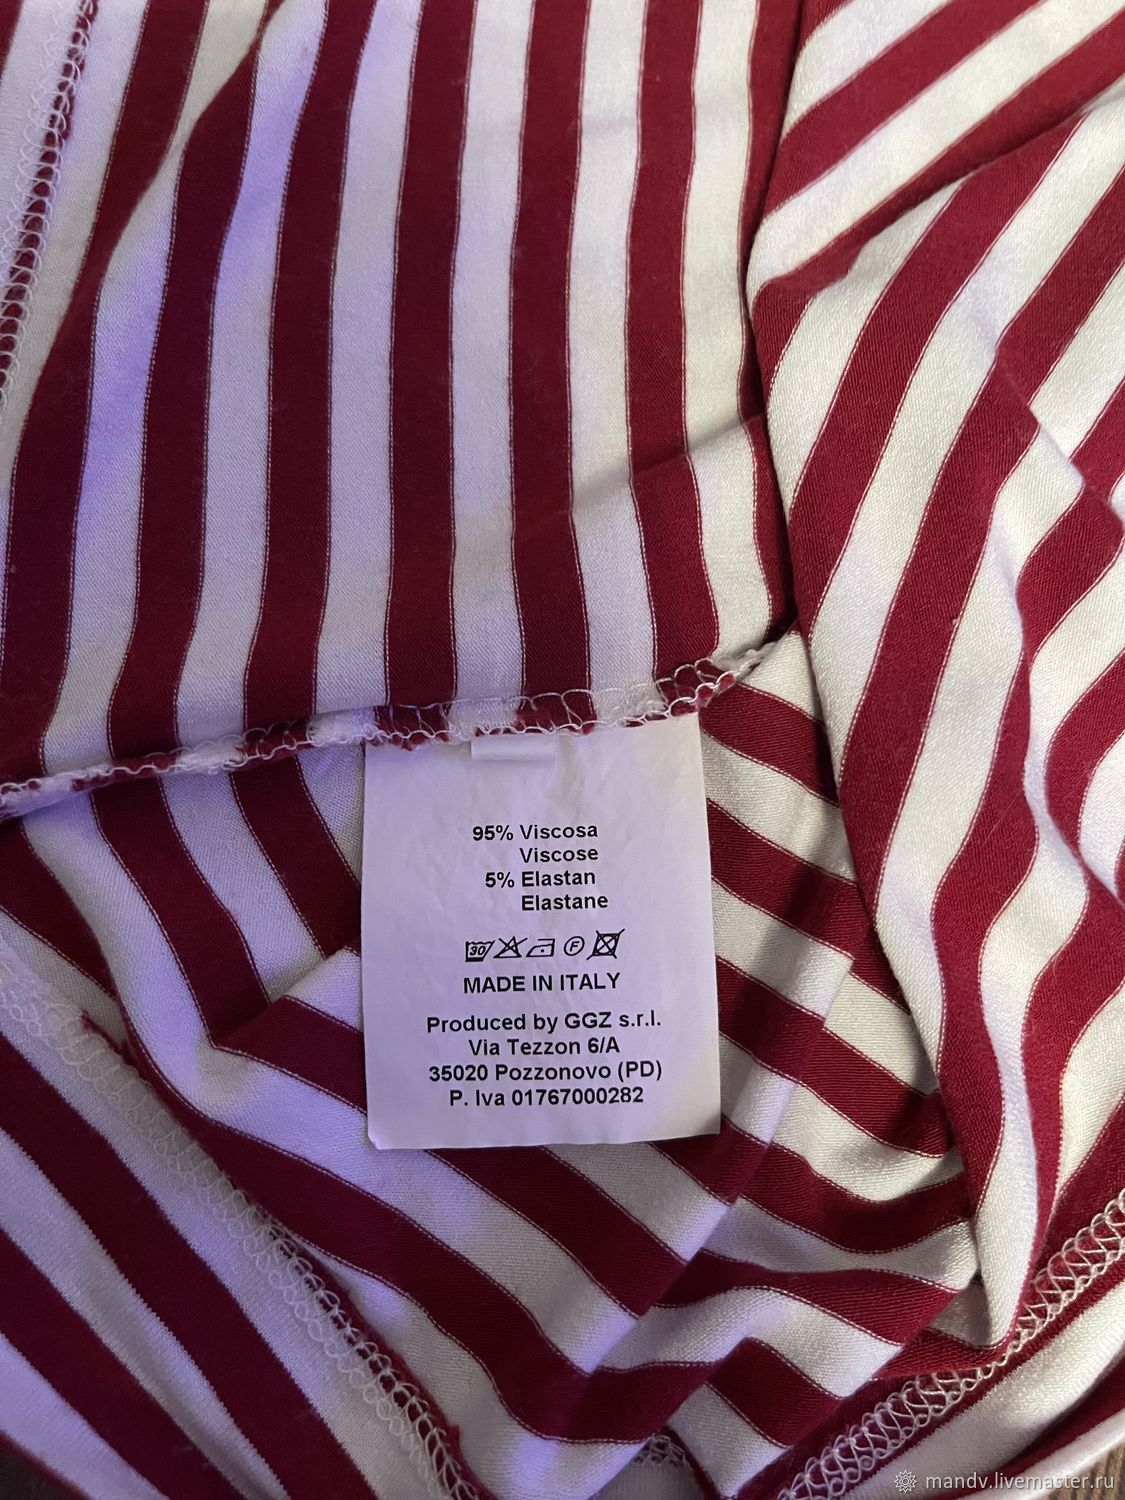 95% Viscosa
Viscose
5% Elastan
Elastane
30 F
MADE IN ITALY
Produced by GGZ s.r.l.
Via Tezzon 6/A
35020 Pozzonovo (PD)
P. Iva 01767000282
mandv.livemaster.ru